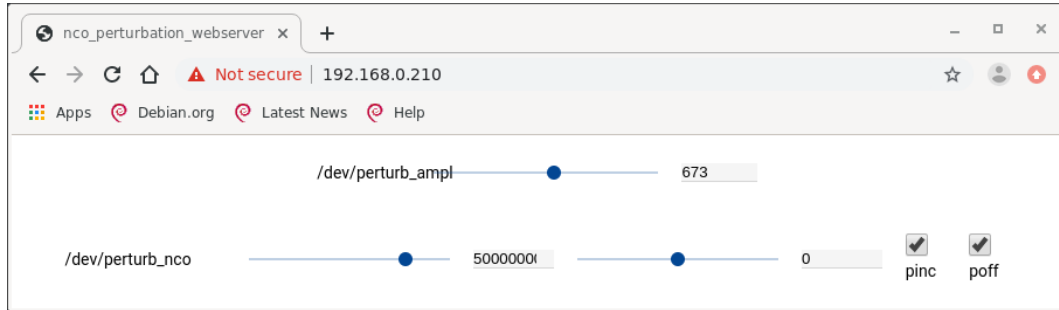 nco_perturbation_webserver
Not secure 192.168.0.210
Apps Debian.org Latest News Help
/dev/perturb_ampl 673
/dev/perturb_nco 5000000 0
pinc poff